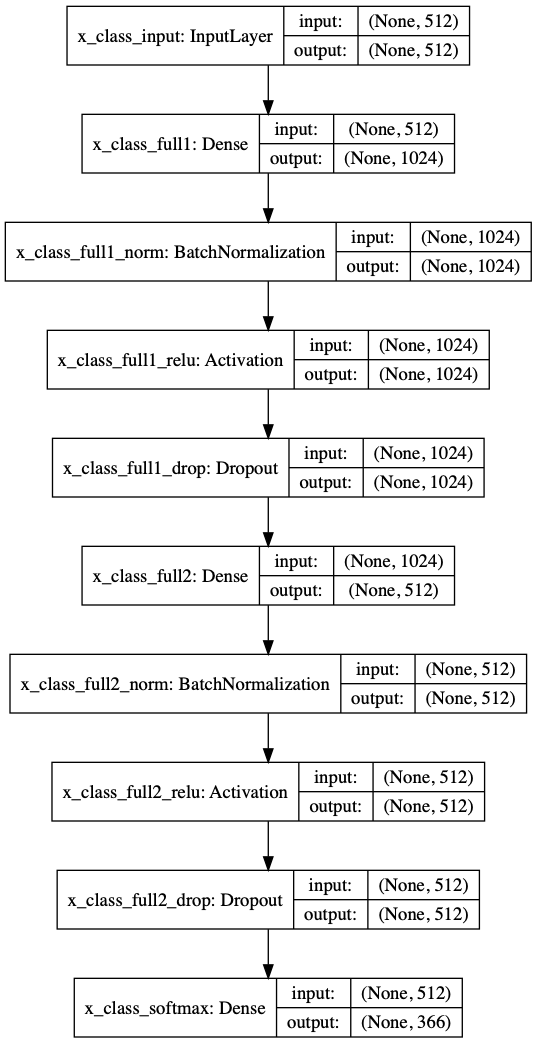 x_class_input: InputLayer
input: (None, 512)
output: (None, 512)
x_class_full1: Dense
input: (None, 512)
output: (None, 1024)
x_class_full1_norm: BatchNormalization
input: (None, 1024)
output: (None, 1024)
x_class_full1_relu: Activation
input: (None, 1024)
output: (None, 1024)
x_class_full1_drop: Dropout
input: (None, 1024)
output: (None, 1024)
x_class_full2: Dense
input: (None, 1024)
output: (None, 512)
x_class_full2_norm: BatchNormalization
input: (None, 512)
output: (None, 512)
x_class_full2_relu: Activation
input: (None, 512)
output: (None, 512)
x_class_full2_drop: Dropout
input: (None, 512)
output: (None, 512)
x_class_softmax: Dense
input: (None, 512)
output: (None, 366)